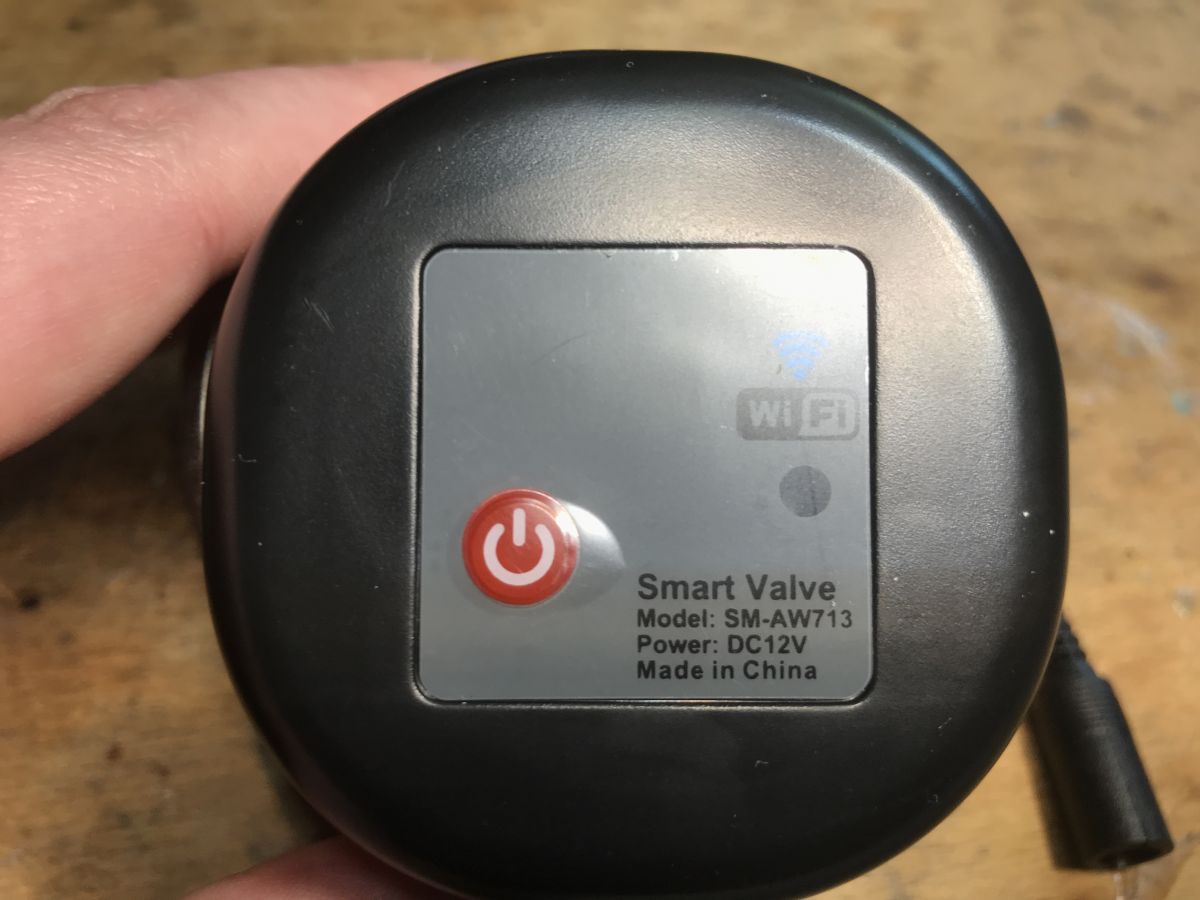 WiFi
Smart Valve
Model: SM-AW713
Power: DC12V
Made in China